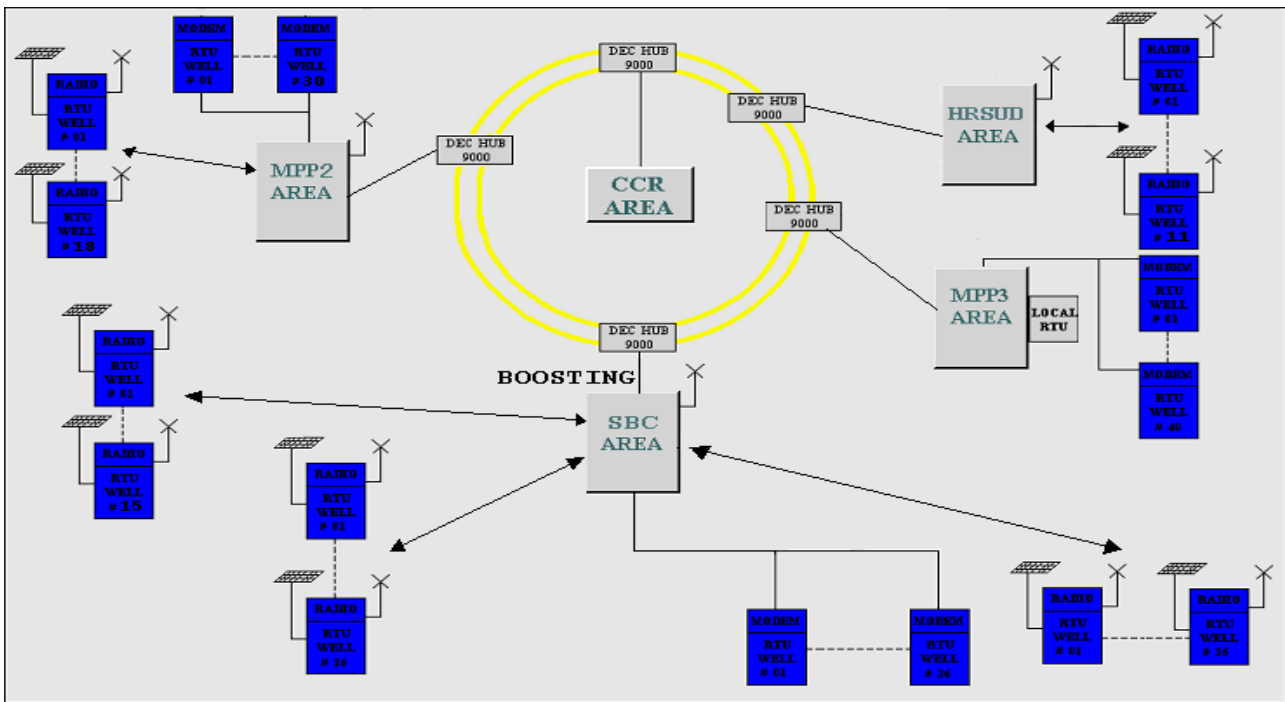 MODEM
RTU
WELL
# 01
MODEM
RTU
WELL
# 30
RADIO
RTU
WELL
# 01
RADIO
RTU
WELL
# 18
MPP2
AREA
DEC HUB
9000
DEC HUB
9000
DEC HUB
9000
DEC HUB
9000
DEC HUB
9000
CCR
AREA
HRSUD
AREA
RADIO
RTU
WELL
# 01
RADIO
RTU
WELL
# 11
MPP3
AREA
LOCAL
RTU
MODEM
RTU
WELL
# 01
MODEM
RTU
WELL
# 40
BOOSTING
SBC
AREA
RADIO
RTU
WELL
# 01
RADIO
RTU
WELL
# 15
RADIO
RTU
WELL
# 01
RADIO
RTU
WELL
# 36
MODEM
RTU
WELL
# 01
MODEM
RTU
WELL
RADIO
RTU
WELL
# 01
RADIO
RTU
WELL
# 35